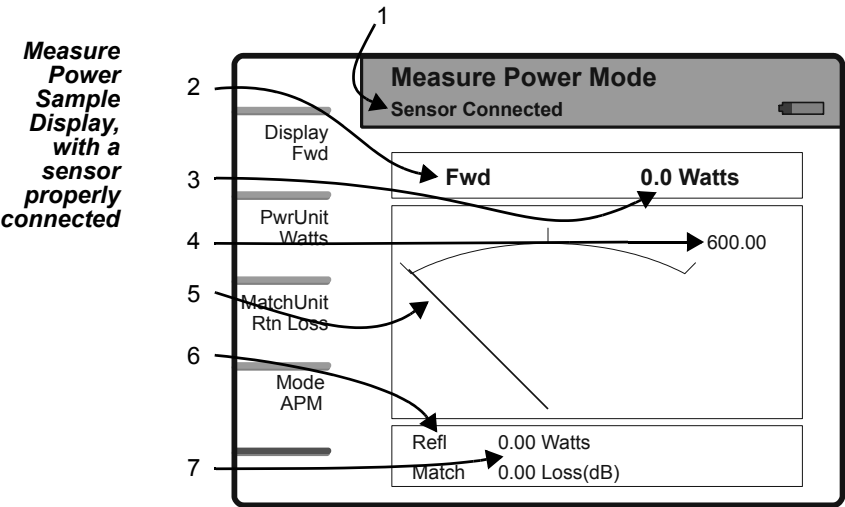 Measure
Power
Sample
Display,
with a
sensor
properly
connected
1
2
3
4
5
6
7
Measure Power Mode
Sensor Connected
Display
Fwd
PwrUnit
Watts
MatchUnit
Rtn Loss
Mode
APM
Fwd 0.0 Watts
600.00
Refl 0.00 Watts
Match 0.00 Loss(dB)